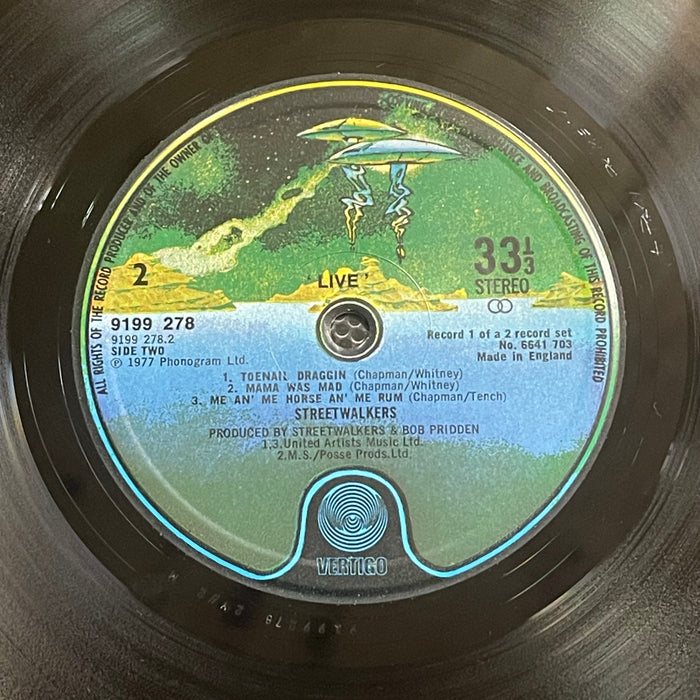 ALL RIGHTS OF THE RECORD PRODUCER AND OF THE OWNER O
ANCE AND BROADCASTING OF THIS RECORD PROHIBITED
2
'LIVE'
33⅓
STEREO
9199 278
9199 278.2
SIDE TWO
℗ 1977 Phonogram Ltd.
Record 1 of a 2 record set
No. 6641 703
Made in England
1. TOENAIL DRAGGIN (Chapman/Whitney)
2. MAMA WAS MAD (Chapman/Whitney)
3. ME AN' ME HORSE AN' ME RUM (Chapman/Tench)
STREETWALKERS
PRODUCED BY STREETWALKERS & BOB PRIDDEN
1.3.United Artists Music Ltd.
2.M.S./Posse Prods.Ltd.
VERTIGO